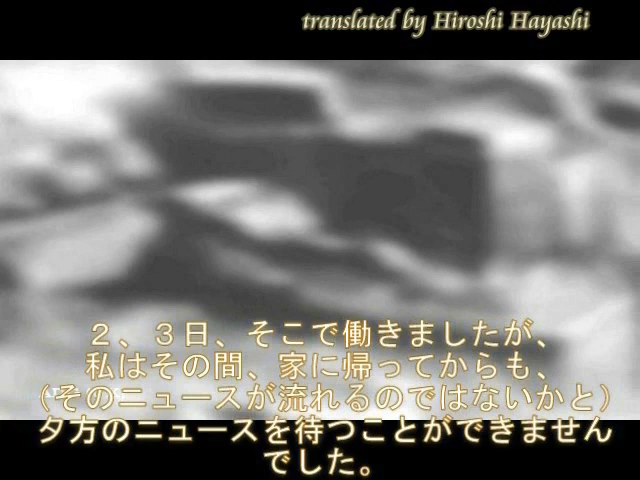 translated by Hiroshi Hayashi
２、３日、そこで働きましたが、
私はその間、家に帰ってからも、
（そのニュースが流れるのではないかと）
夕方のニュースを待つことができません
でした。